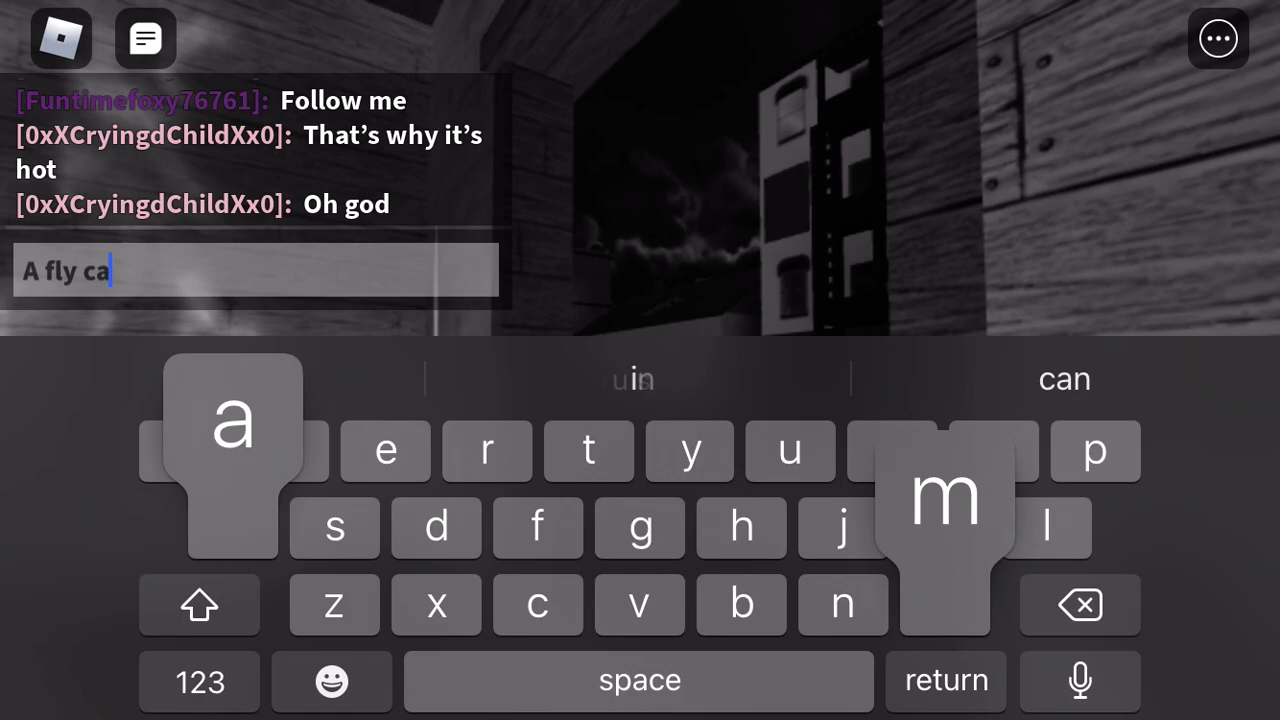 [Funtimefoxy76761]: Follow me
[0xXCryingdChildXx0]: That's why it's
hot
[0xXCryingdChildXx0]: Oh god
A fly ca
in can
a e r t y u p
s d f g h j m l
z x c v b n
123 space return